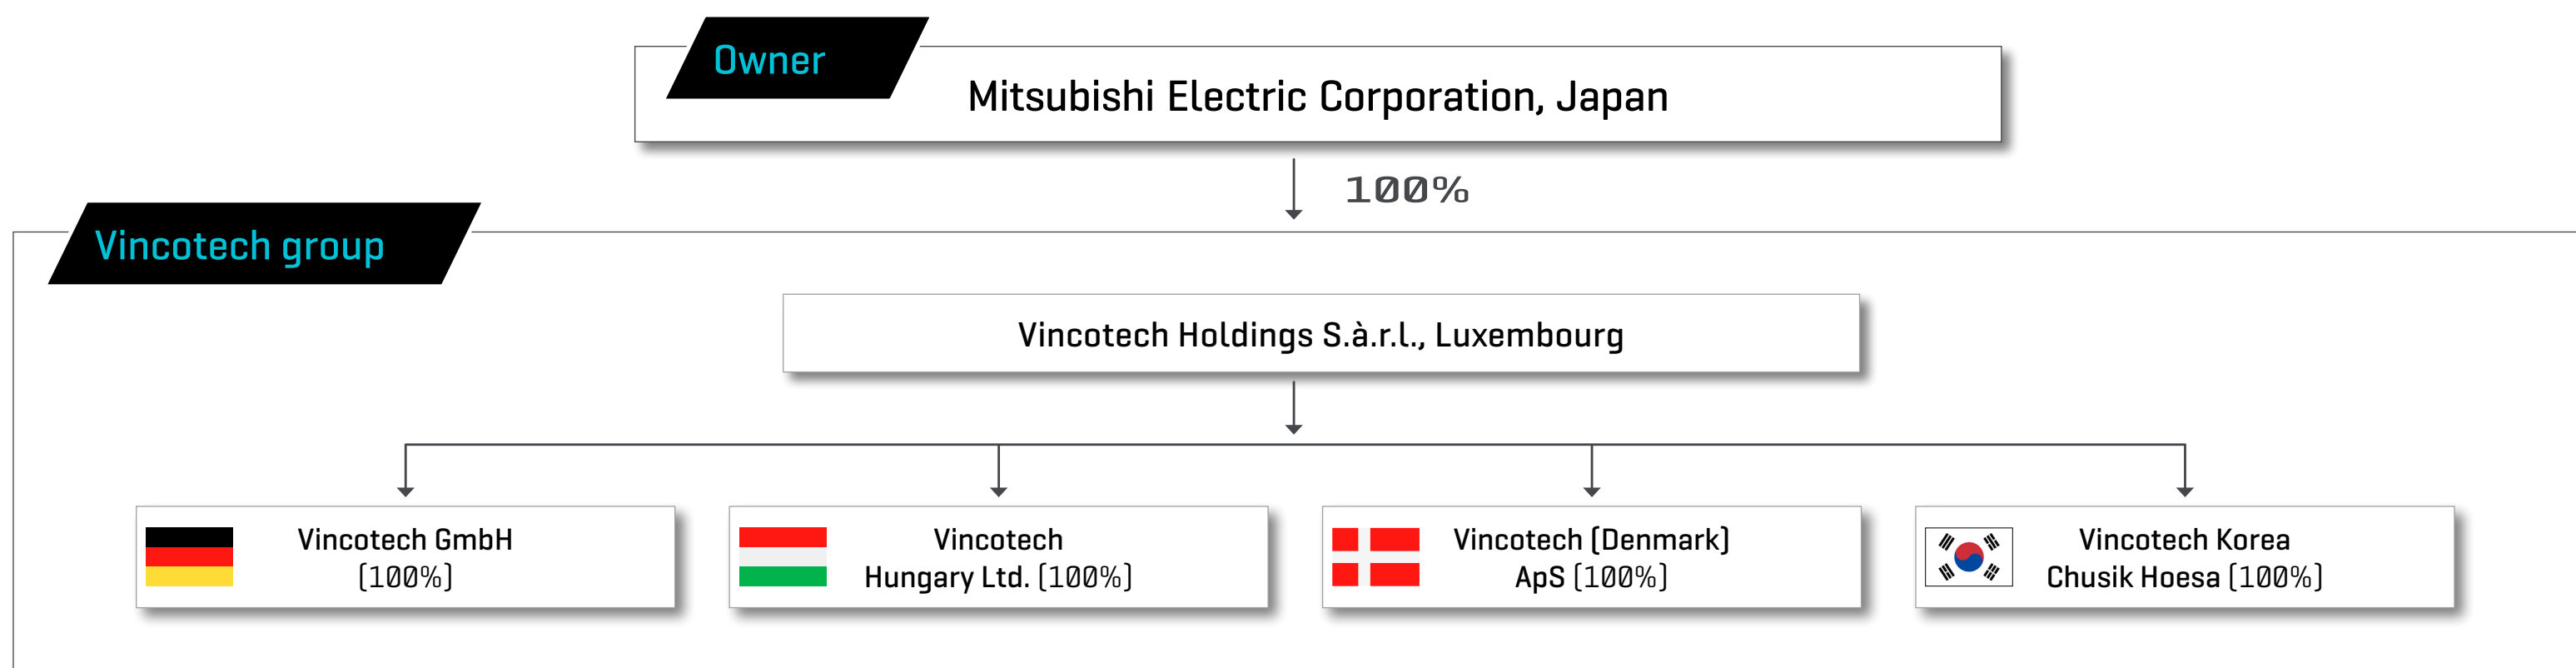 Owner
Mitsubishi Electric Corporation, Japan
100%
Vincotech group
Vincotech Holdings S.à.r.l., Luxembourg
Vincotech GmbH
(100%)
Vincotech
Hungary Ltd. (100%)
Vincotech (Denmark)
ApS (100%)
Vincotech Korea
Chusik Hoesa (100%)